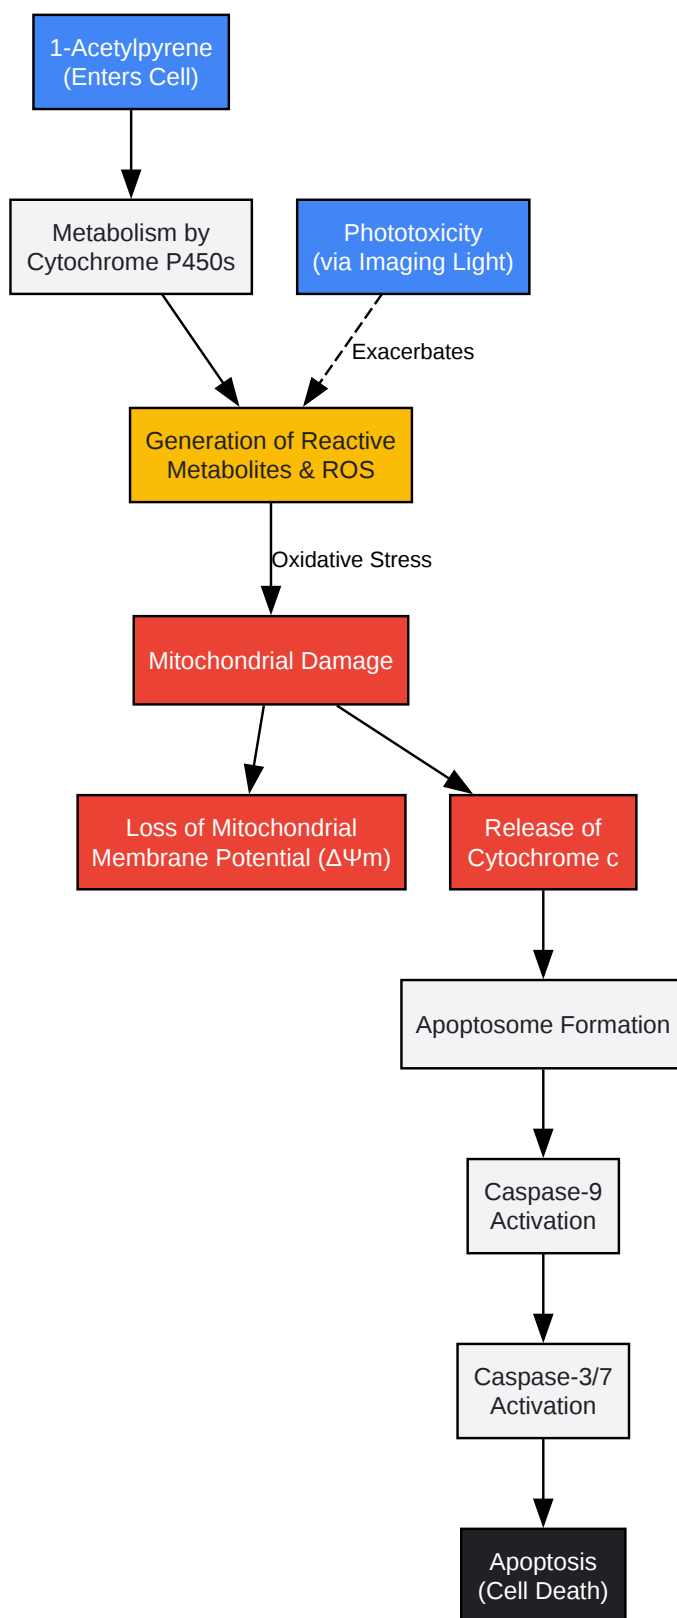 1-Acetylpyrene
(Enters Cell)
Metabolism by
Cytochrome P450s
Phototoxicity
(via Imaging Light)
Exacerbates
Generation of Reactive
Metabolites & ROS
Oxidative Stress
Mitochondrial Damage
Loss of Mitochondrial
Membrane Potential (ΔΨm)
Release of
Cytochrome c
Apoptosome Formation
Caspase-9
Activation
Caspase-3/7
Activation
Apoptosis
(Cell Death)